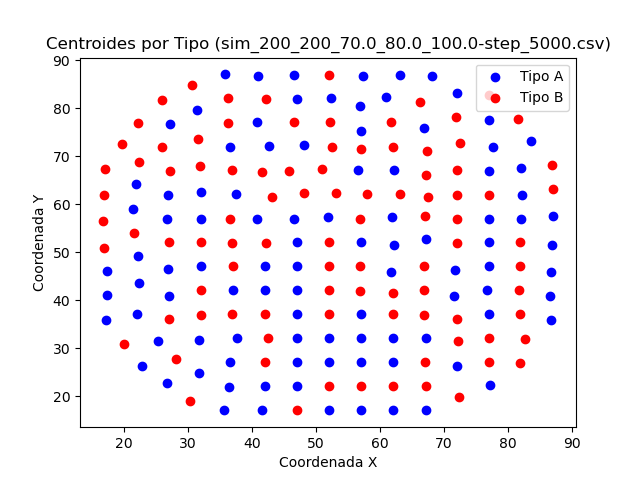 Centroides por Tipo (sim_200_200_70.0_80.0_100.0-step_5000.csv)
Tipo A
Tipo B
Coordenada Y
90
80
70
60
50
40
30
20
20 30 40 50 60 70 80 90
Coordenada X